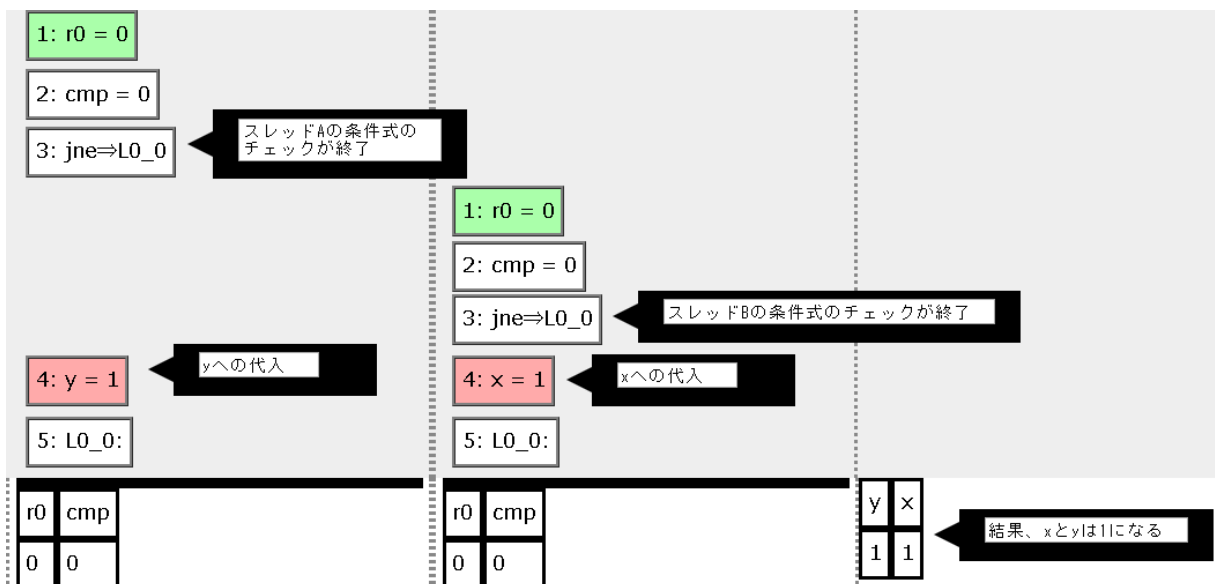 1: r0 = 0
2: cmp = 0
3: jne⇒L0_0
スレッドAの条件式の
チェックが終了
1: r0 = 0
2: cmp = 0
3: jne⇒L0_0
スレッドBの条件式のチェックが終了
4: y = 1
yへの代入
4: x = 1
xへの代入
5: L0_0:
5: L0_0:
r0 cmp
0 0
r0 cmp
0 0
y x
1 1
結果、xとyは1になる